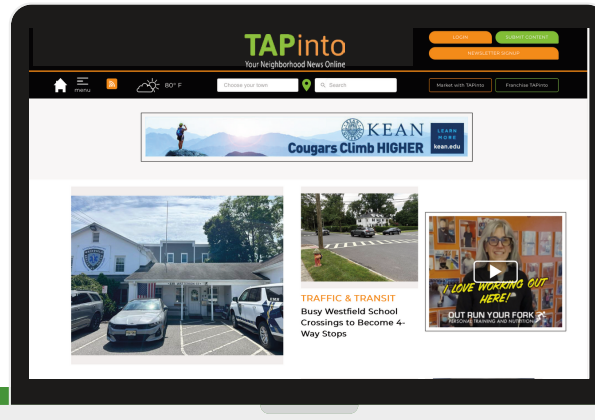 TAPinto
Your Neighborhood News Online
LOGIN
SUBMIT CONTENT
NEWSLETTER SIGNUP
menu
80° F
Choose your town
Search
Market with TAPinto
Franchise TAPinto
KEAN
Cougars Climb HIGHER
LEARN
MORE
kean.edu
TRAFFIC & TRANSIT
Busy Westfield School
Crossings to Become 4-
Way Stops
I LOVE WORKING OUT
HERE!
OUT RUN YOUR FORK
PERSONAL TRAINING AND NUTRITION